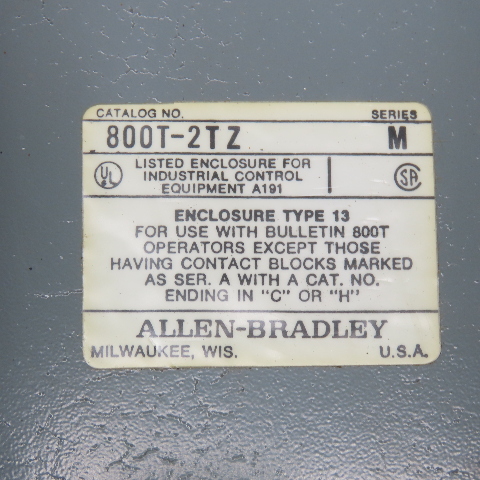 CATALOG NO. SERIES
800T-2TZ M
UL LISTED ENCLOSURE FOR
INDUSTRIAL CONTROL
EQUIPMENT A191
SA
ENCLOSURE TYPE 13
FOR USE WITH BULLETIN 800T
OPERATORS EXCEPT THOSE
HAVING CONTACT BLOCKS MARKED
AS SER. A WITH A CAT. NO.
ENDING IN "C" OR "H"
ALLEN-BRADLEY
MILWAUKEE, WIS. U.S.A.